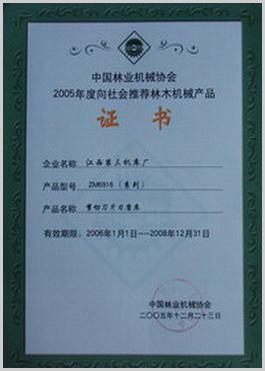 中国林业机械协会
2005年度向社会推荐林木机械产品
证书
企业名称: 江西第三机床厂
产品型号: ZM6916(系列)
产品名称: 剪切刀片刃磨床
有效期限: 2006年1月1日---2008年12月31日
中国林业机械协会
二〇〇五年十二月二十三日